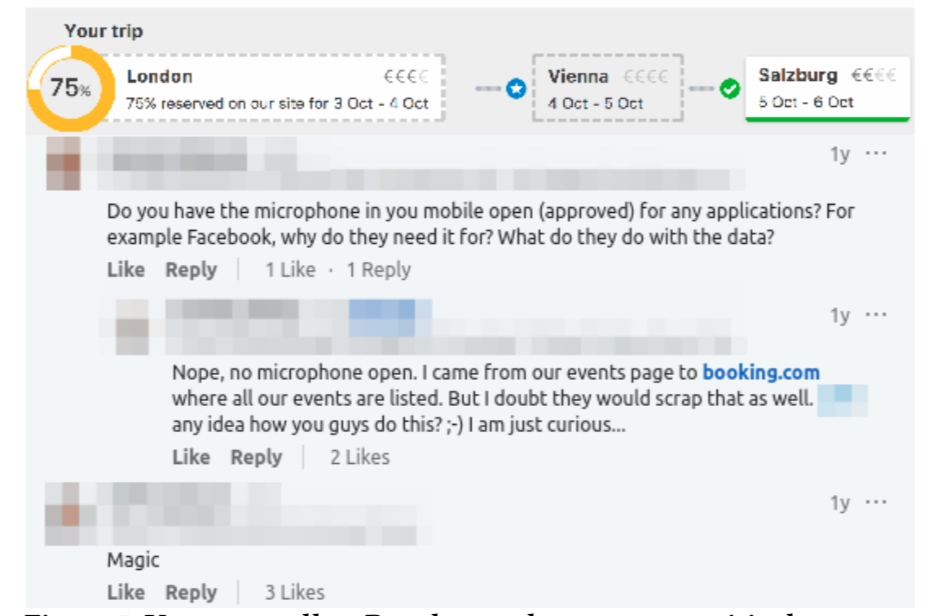 Your trip
75%
London €€€€
75% reserved on our site for 3 Oct - 4 Oct
Vienna €€€€
4 Oct - 5 Oct
Salzburg €€€€
5 Oct - 6 Oct
1y ...
Do you have the microphone in you mobile open (approved) for any applications? For
example Facebook, why do they need it for? What do they do with the data?
Like Reply | 1 Like · 1 Reply
1y ...
Nope, no microphone open. I came from our events page to booking.com
where all our events are listed. But I doubt they would scrap that as well.
any idea how you guys do this? ;-) I am just curious...
Like Reply | 2 Likes
1y ...
Magic
Like Reply | 3 Likes